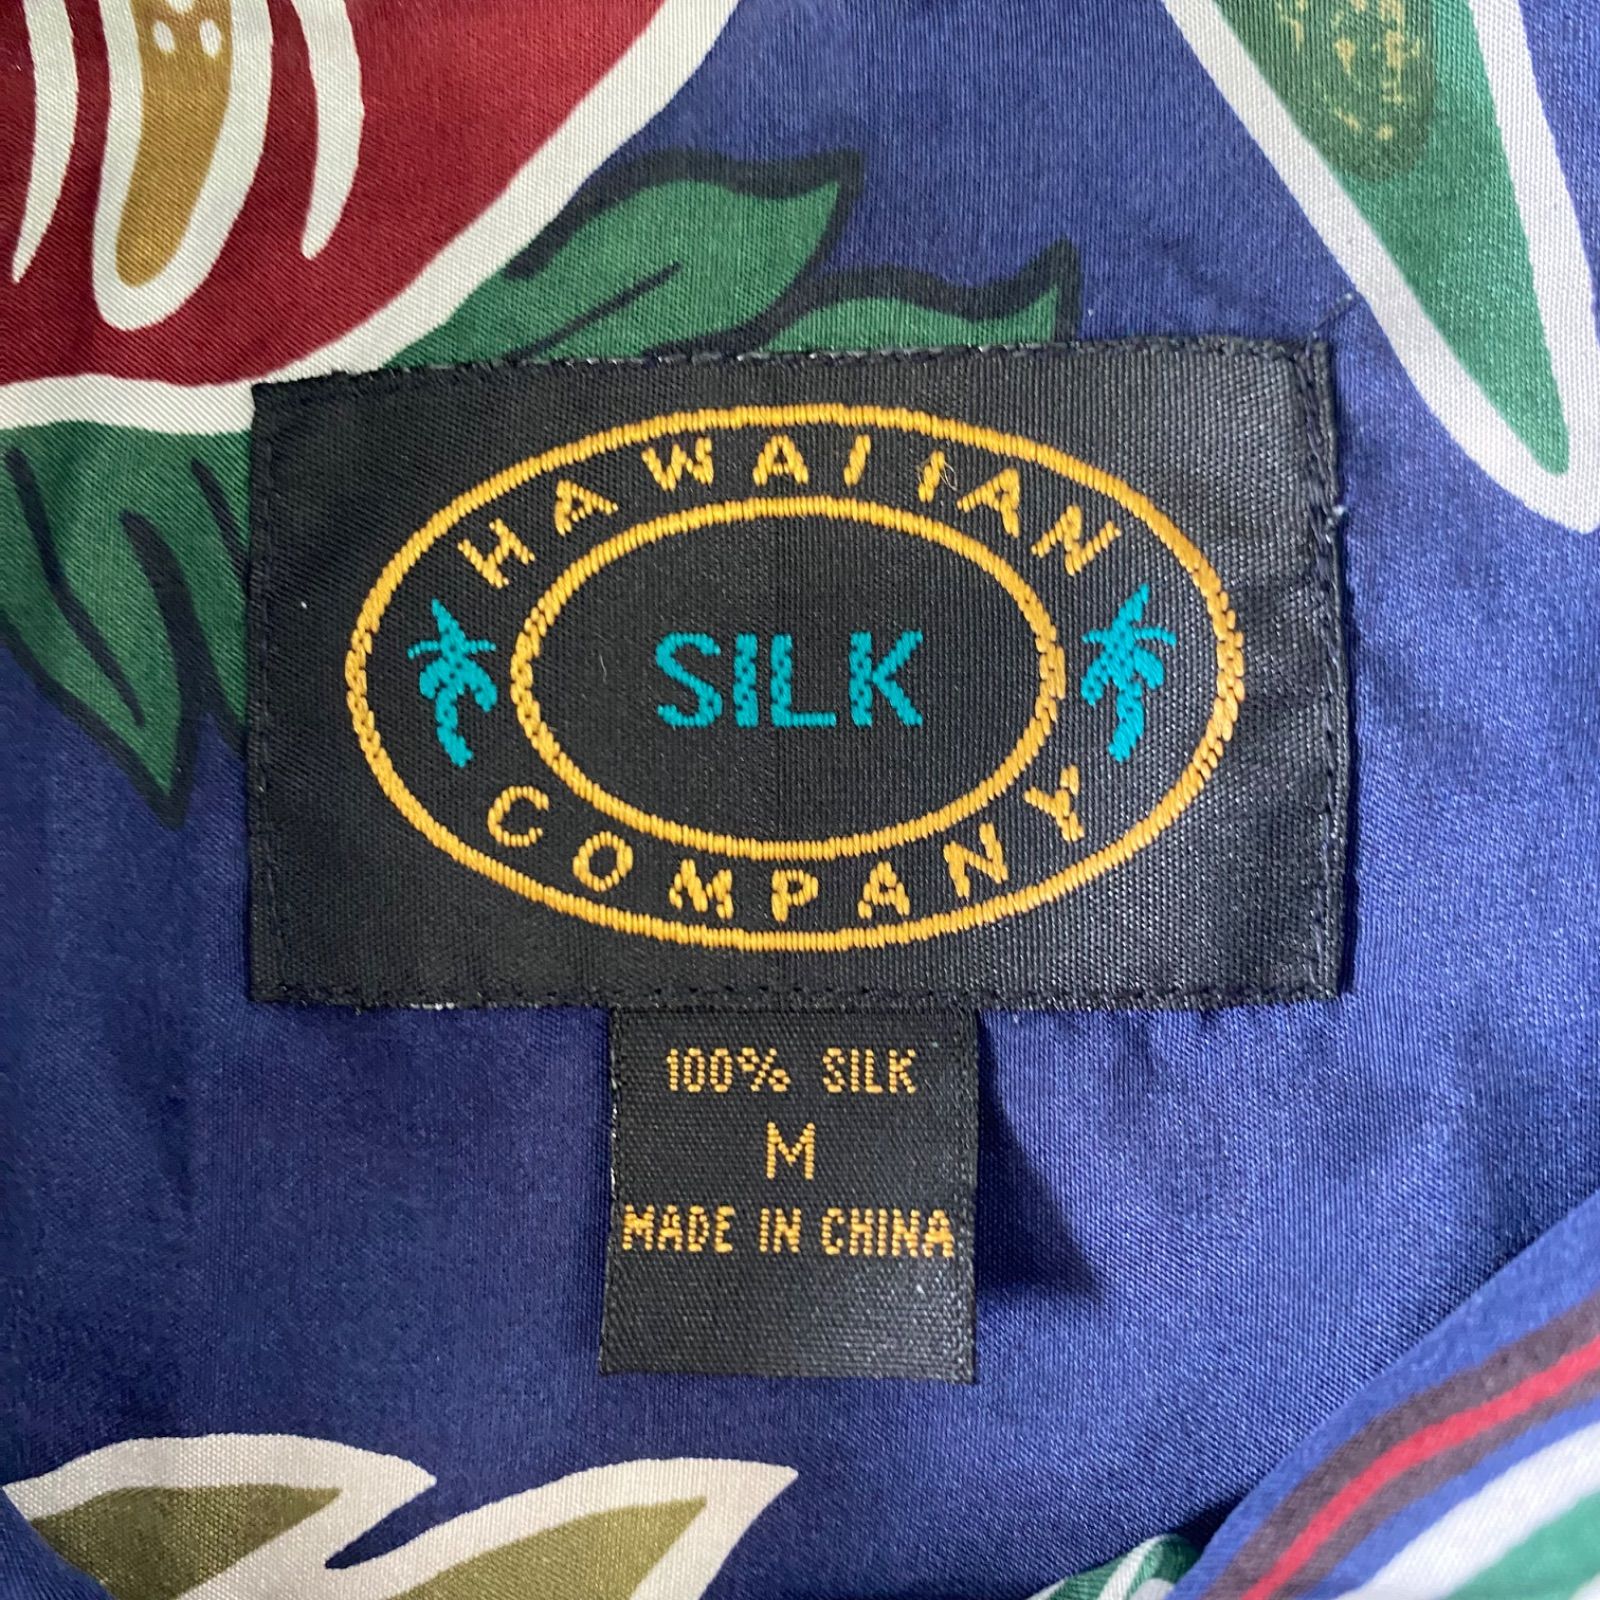 HAWAIIAN
SILK
COMPANY
100% SILK
M
MADE IN CHINA